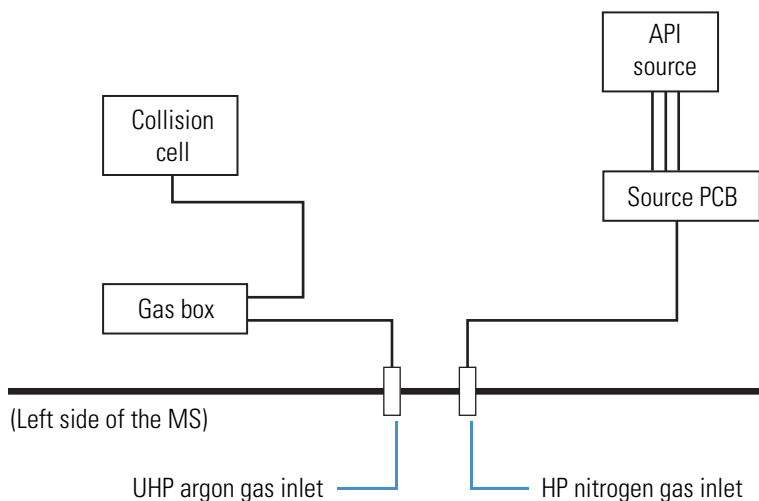 API
source
Collision
cell
Source PCB
Gas box
(Left side of the MS)
UHP argon gas inlet
HP nitrogen gas inlet